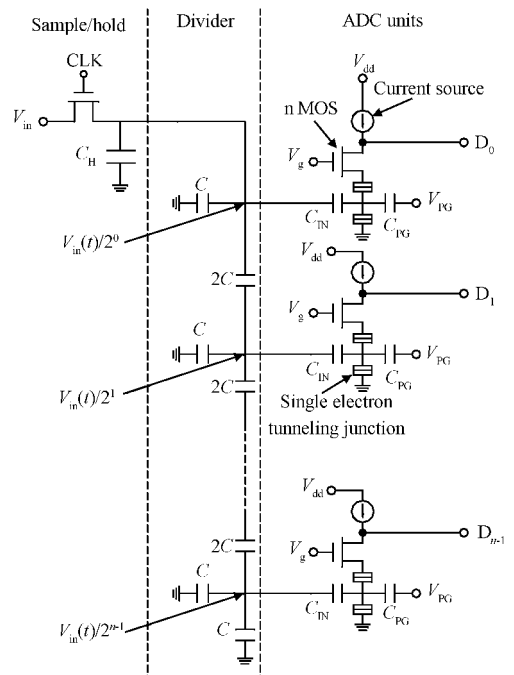 Sample/hold
Divider
ADC units
CLK
V_in
C_H
V_dd
Current source
n MOS
V_g
D_0
C
C_IN
C_PG
V_PG
V_in(t)/2^0
2C
V_dd
V_g
D_1
C
C_IN
C_PG
V_PG
V_in(t)/2^1
2C
Single electron
tunneling junction
V_dd
2C
V_g
D_n-1
C
C_IN
C_PG
V_PG
V_in(t)/2^n-1
C